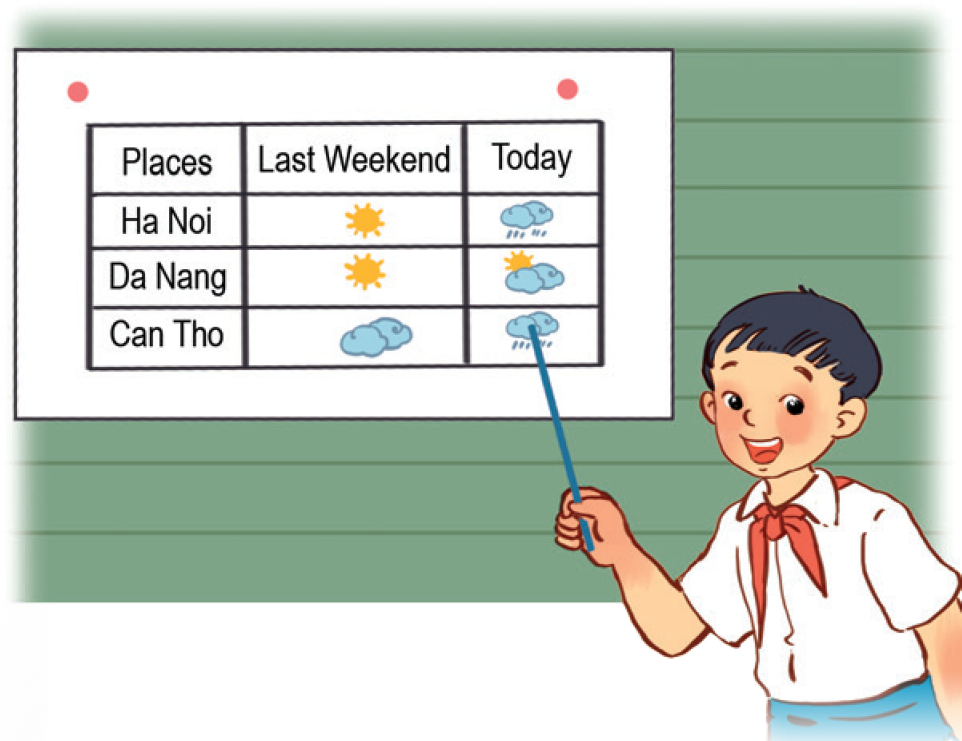 Places Last Weekend Today
Ha Noi
Da Nang
Can Tho